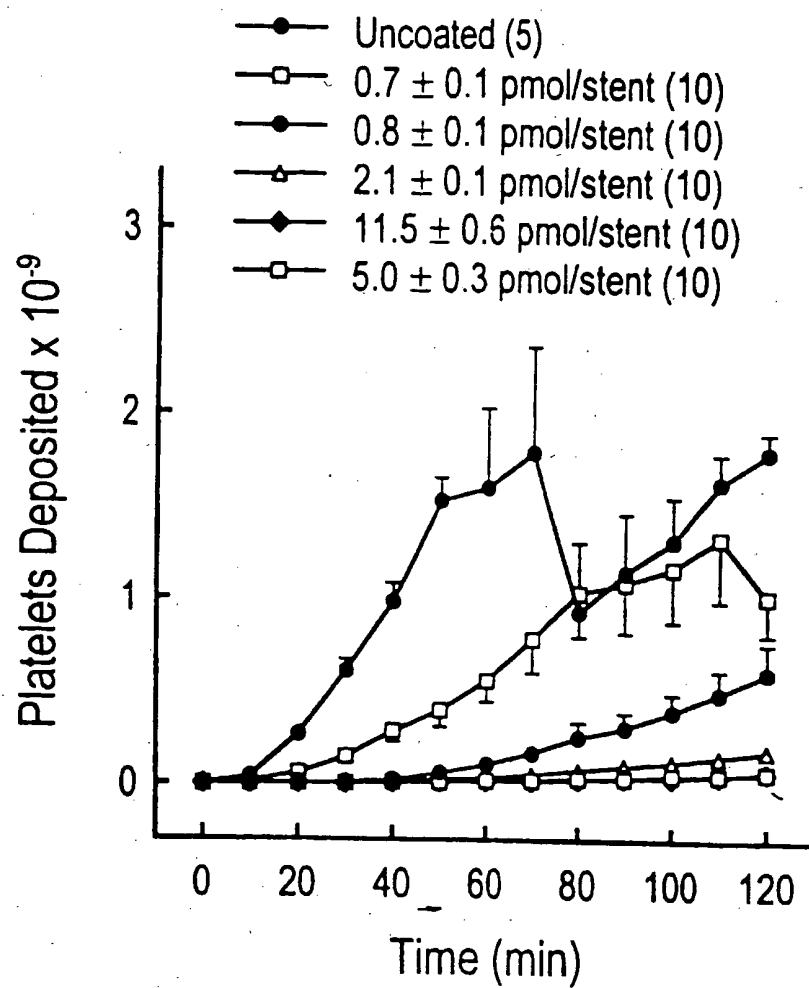 Uncoated (5)
0.7 ± 0.1 pmol/stent (10)
0.8 ± 0.1 pmol/stent (10)
2.1 ± 0.1 pmol/stent (10)
11.5 ± 0.6 pmol/stent (10)
5.0 ± 0.3 pmol/stent (10)
Platelets Deposited x 10⁻⁹
3
2
1
0
0 20 40 60 80 100 120
Time (min)